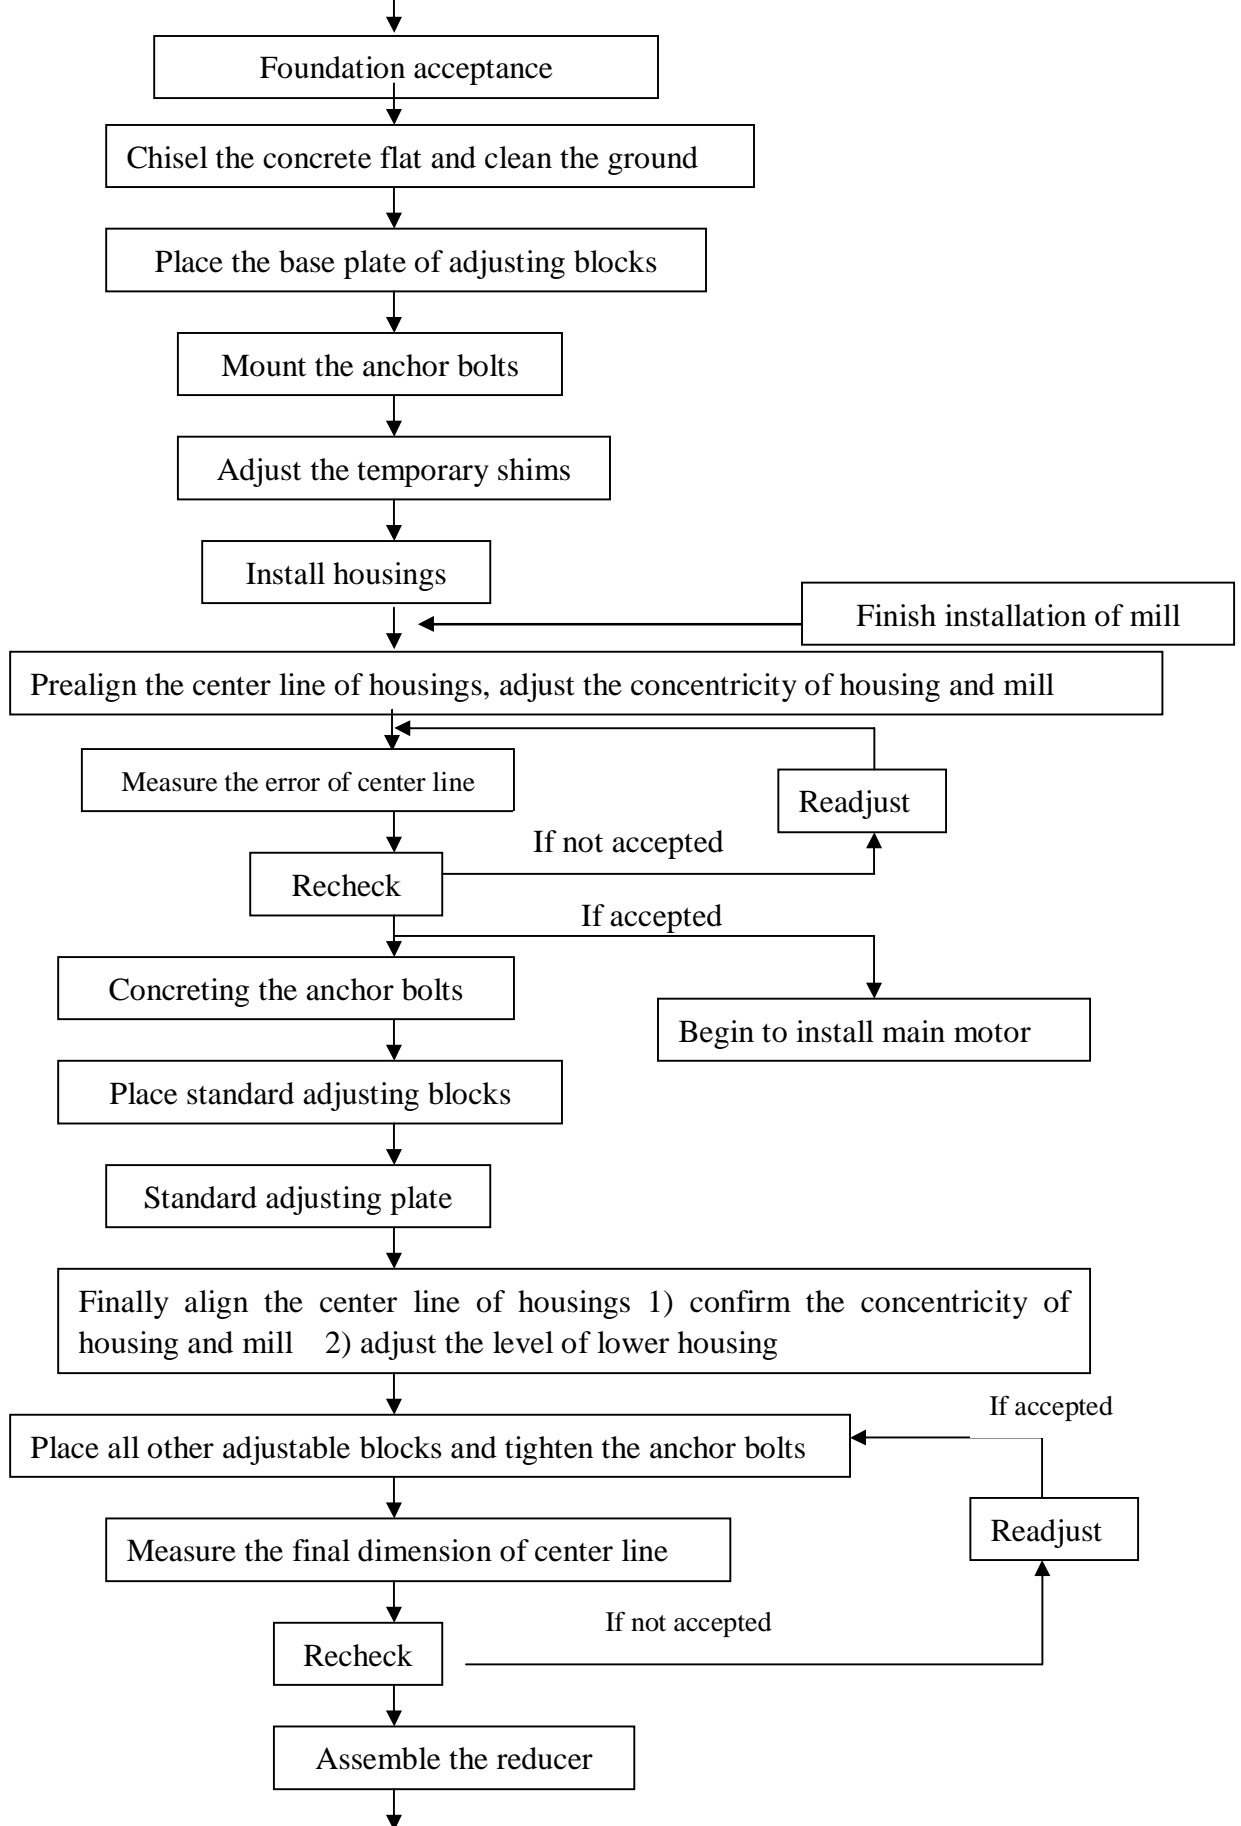 Foundation acceptance
Chisel the concrete flat and clean the ground
Place the base plate of adjusting blocks
Mount the anchor bolts
Adjust the temporary shims
Install housings
Finish installation of mill
Prealign the center line of housings, adjust the concentricity of housing and mill
Measure the error of center line
Readjust
If not accepted
Recheck
If accepted
Concreting the anchor bolts
Begin to install main motor
Place standard adjusting blocks
Standard adjusting plate
Finally align the center line of housings 1) confirm the concentricity of
housing and mill 2) adjust the level of lower housing
If accepted
Place all other adjustable blocks and tighten the anchor bolts
Readjust
Measure the final dimension of center line
If not accepted
Recheck
Assemble the reducer